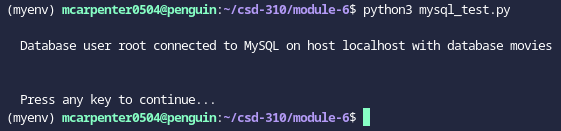 (myenv) mcarpenter0504@penguin:~/csd-310/module-6$ python3 mysql_test.py
Database user root connected to MySQL on host localhost with database movies
Press any key to continue...
(myenv) mcarpenter0504@penguin:~/csd-310/module-6$